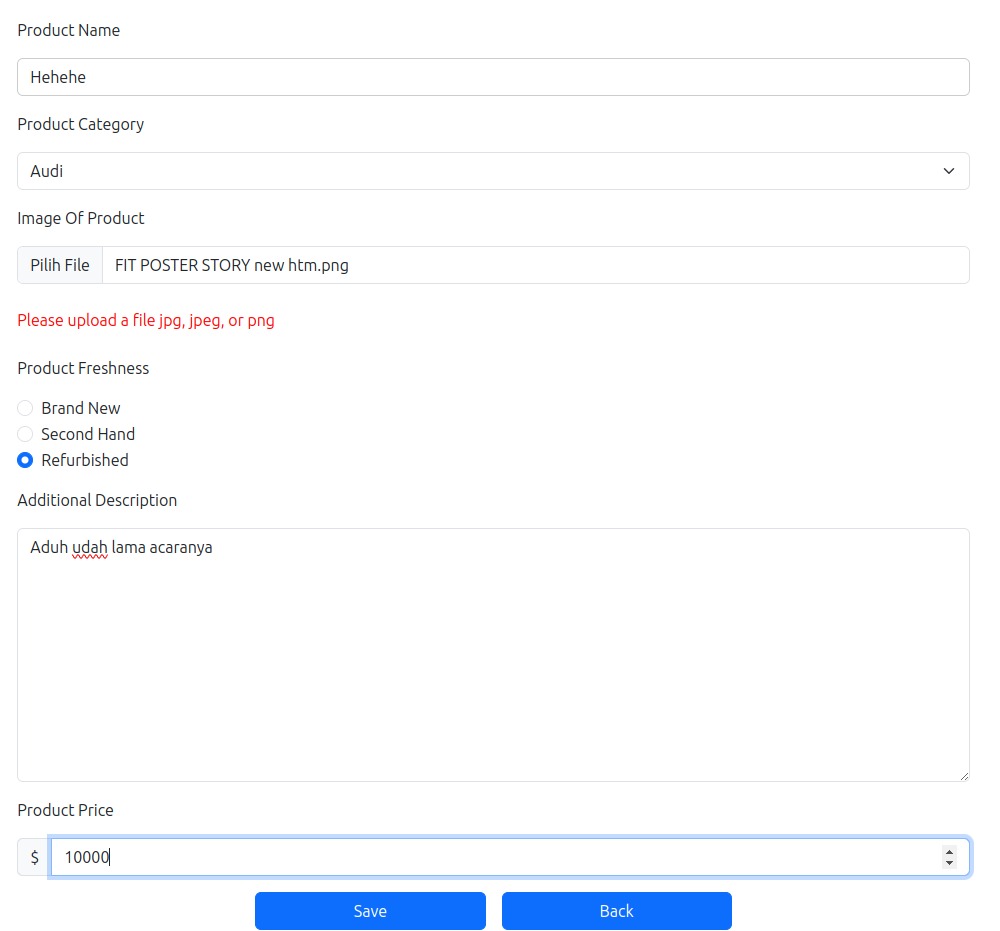 Product Name
Hehehe
Product Category
Audi
Image Of Product
Pilih File FIT POSTER STORY new htm.png
Please upload a file jpg, jpeg, or png
Product Freshness
Brand New
Second Hand
Refurbished
Additional Description
Aduh udah lama acaranya
Product Price
$ 10000
Save Back